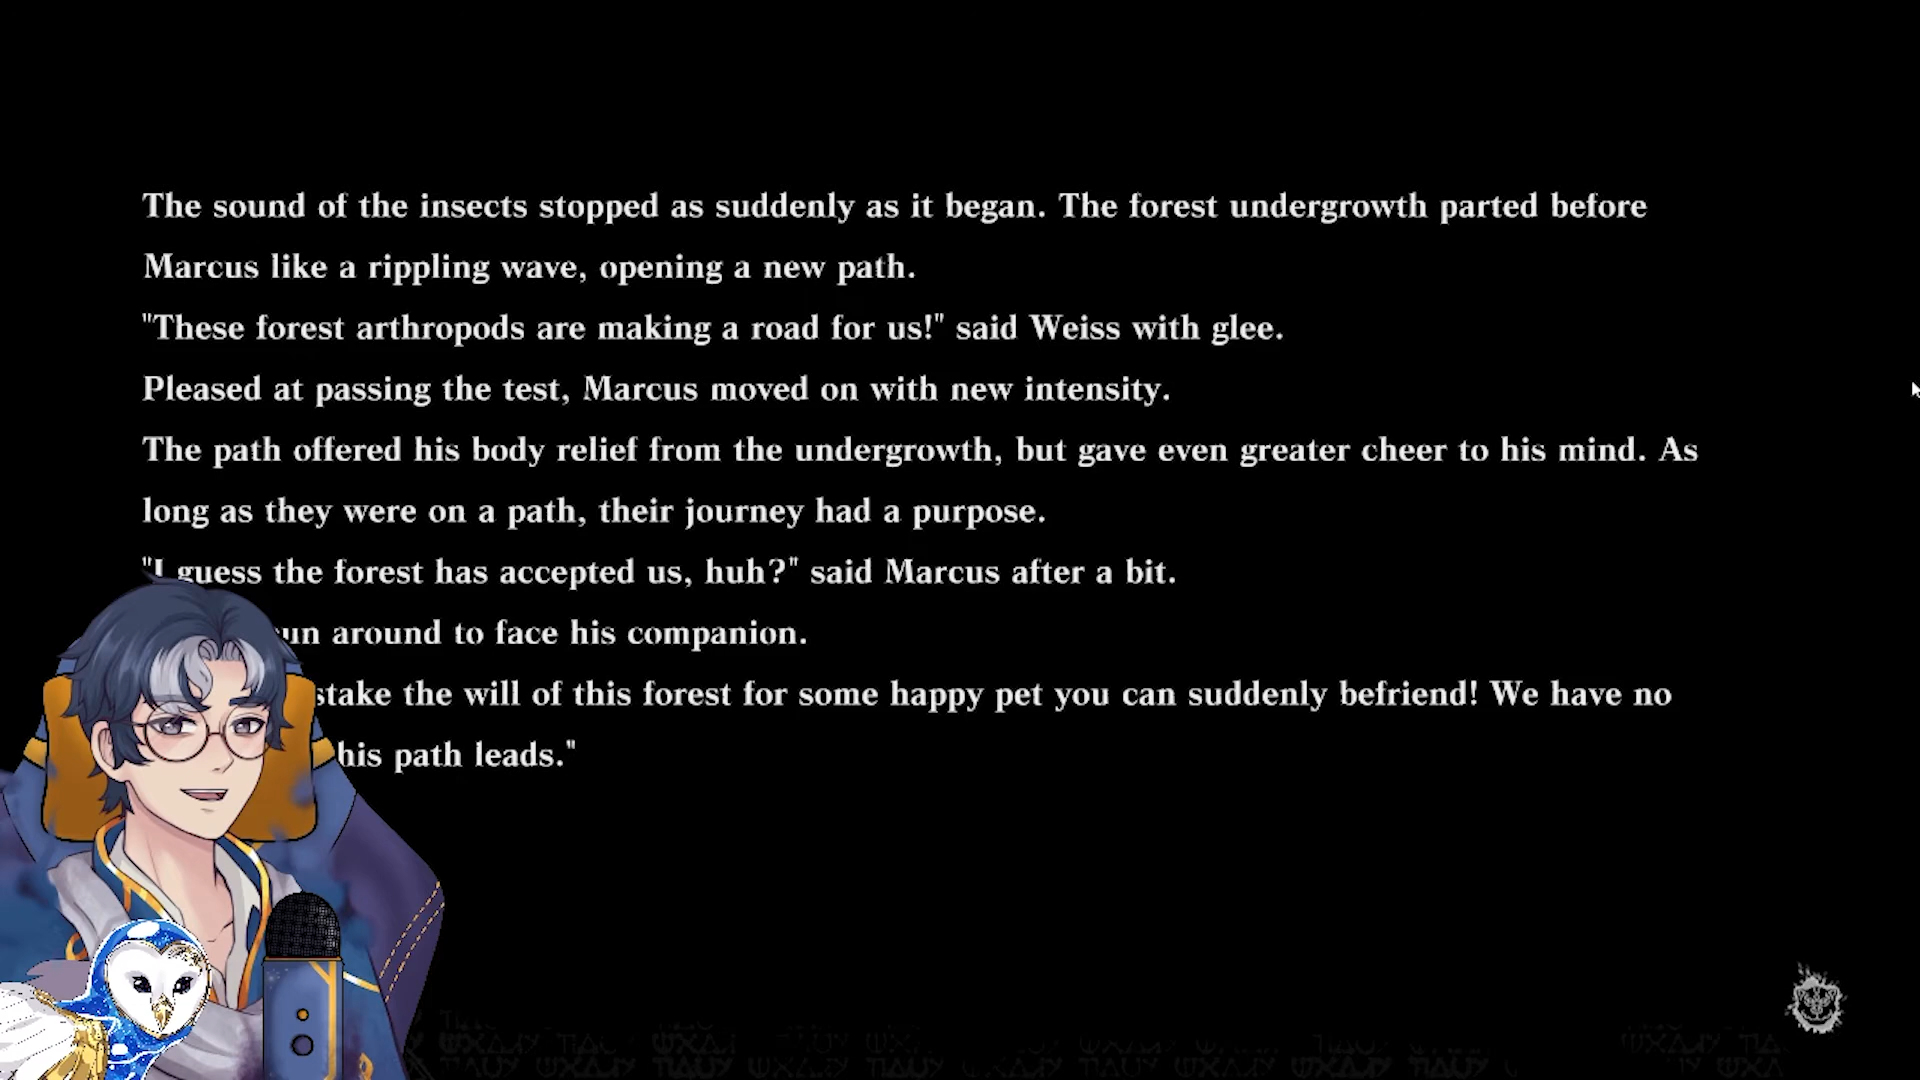 The sound of the insects stopped as suddenly as it began. The forest undergrowth parted before
Marcus like a rippling wave, opening a new path.
"These forest arthropods are making a road for us!" said Weiss with glee.
Pleased at passing the test, Marcus moved on with new intensity.
The path offered his body relief from the undergrowth, but gave even greater cheer to his mind. As
long as they were on a path, their journey had a purpose.
"I guess the forest has accepted us, huh?" said Marcus after a bit.
around to face his companion.
the will of this forest for some happy pet you can suddenly befriend! We have no
path leads."